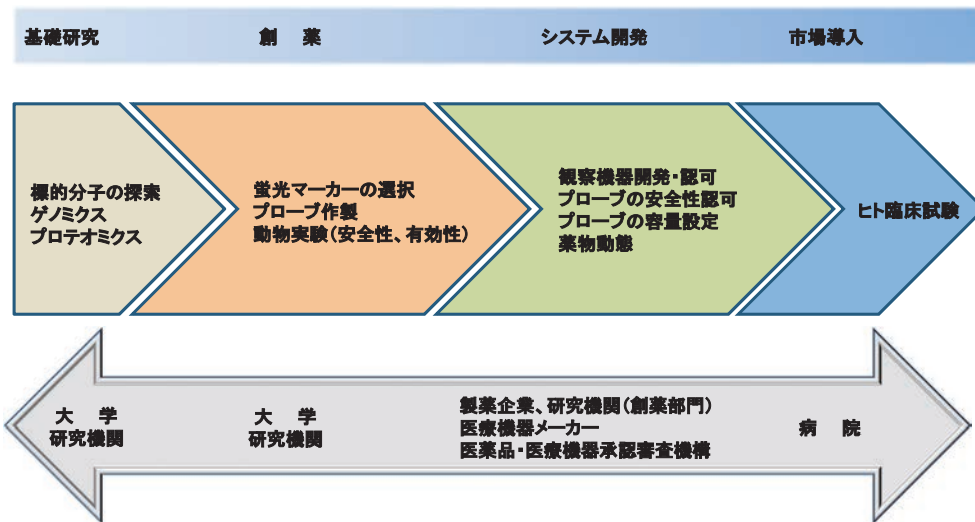 基礎研究
創　薬
システム開発
市場導入
標的分子の探索
ゲノミクス
プロテオミクス
蛍光マーカーの選択
プローブ作製
動物実験(安全性、有効性)
観察機器開発・認可
プローブの安全性認可
プローブの容量設定
薬物動態
ヒト臨床試験
大　学
研究機関
大　学
研究機関
製薬企業、研究機関(創薬部門)
医療機器メーカー
医薬品・医療機器承認審査機構
病　院